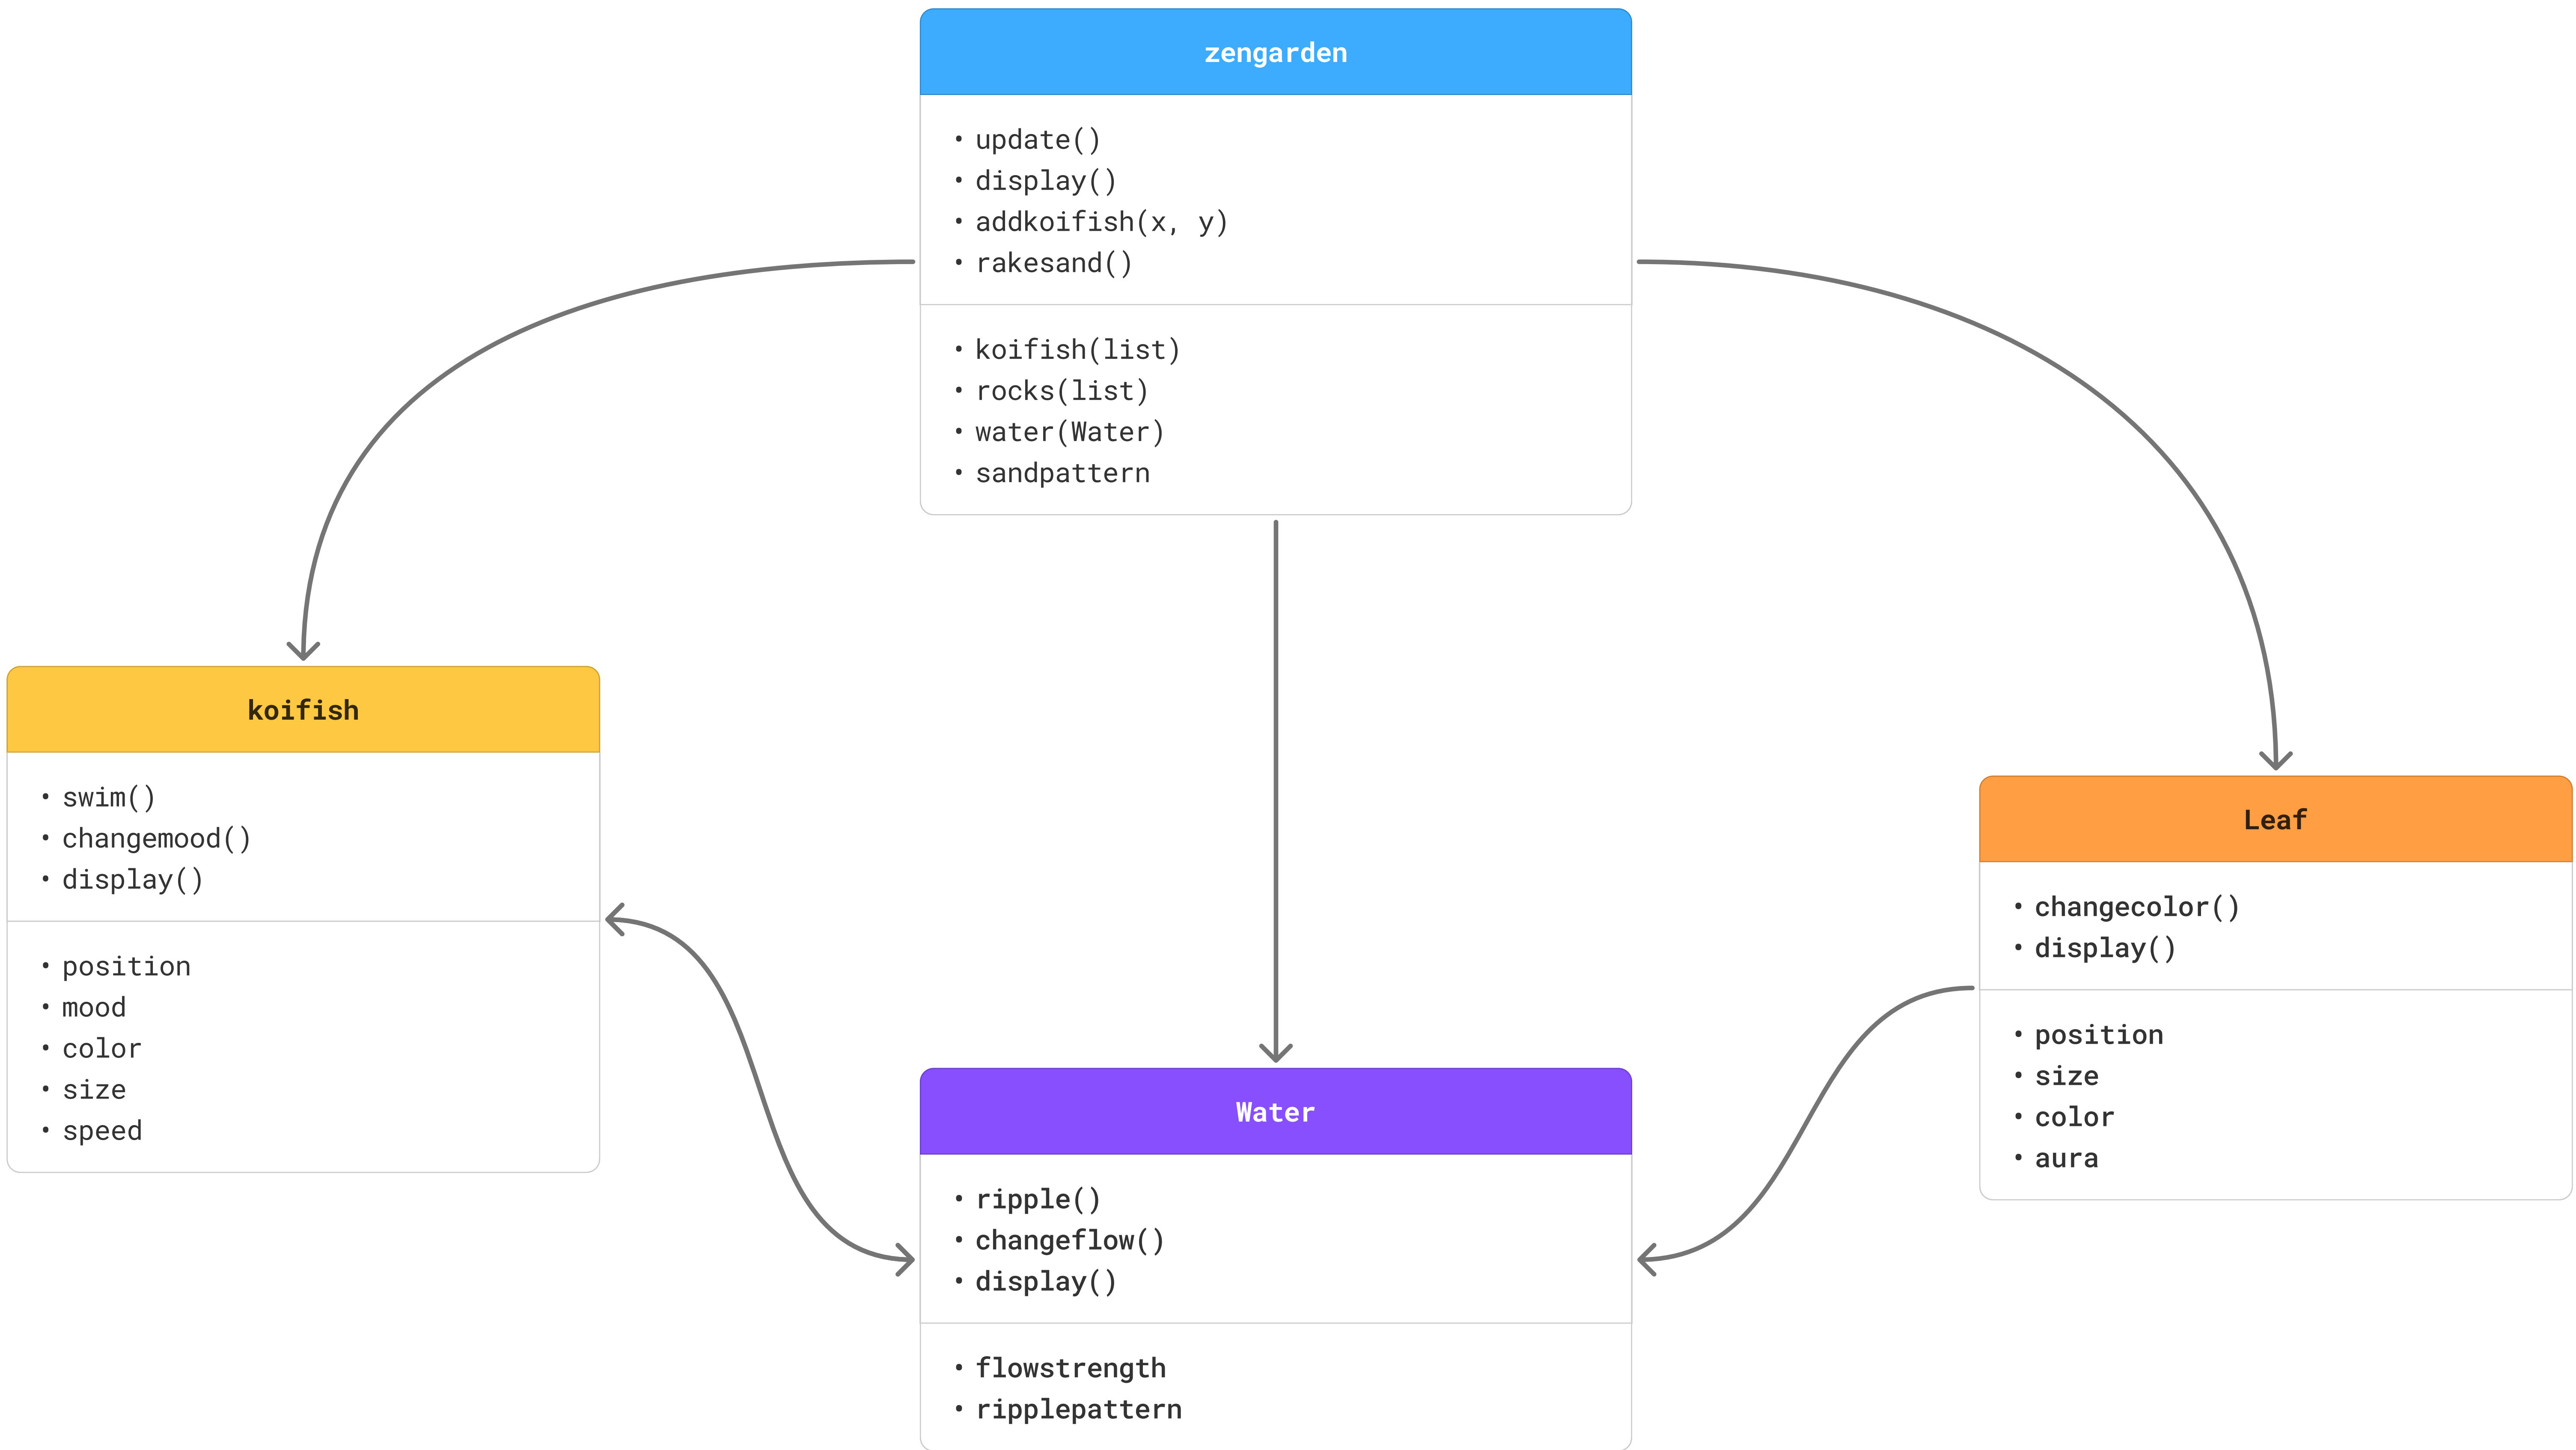 zengarden
• update()
• display()
• addkoifish(x, y)
• rakesand()
• koifish(list)
• rocks(list)
• water(Water)
• sandpattern
koifish
• swim()
• changemood()
• display()
• position
• mood
• color
• size
• speed
Leaf
• changecolor()
• display()
• position
• size
• color
• aura
Water
• ripple()
• changeflow()
• display()
• flowstrength
• ripplepattern